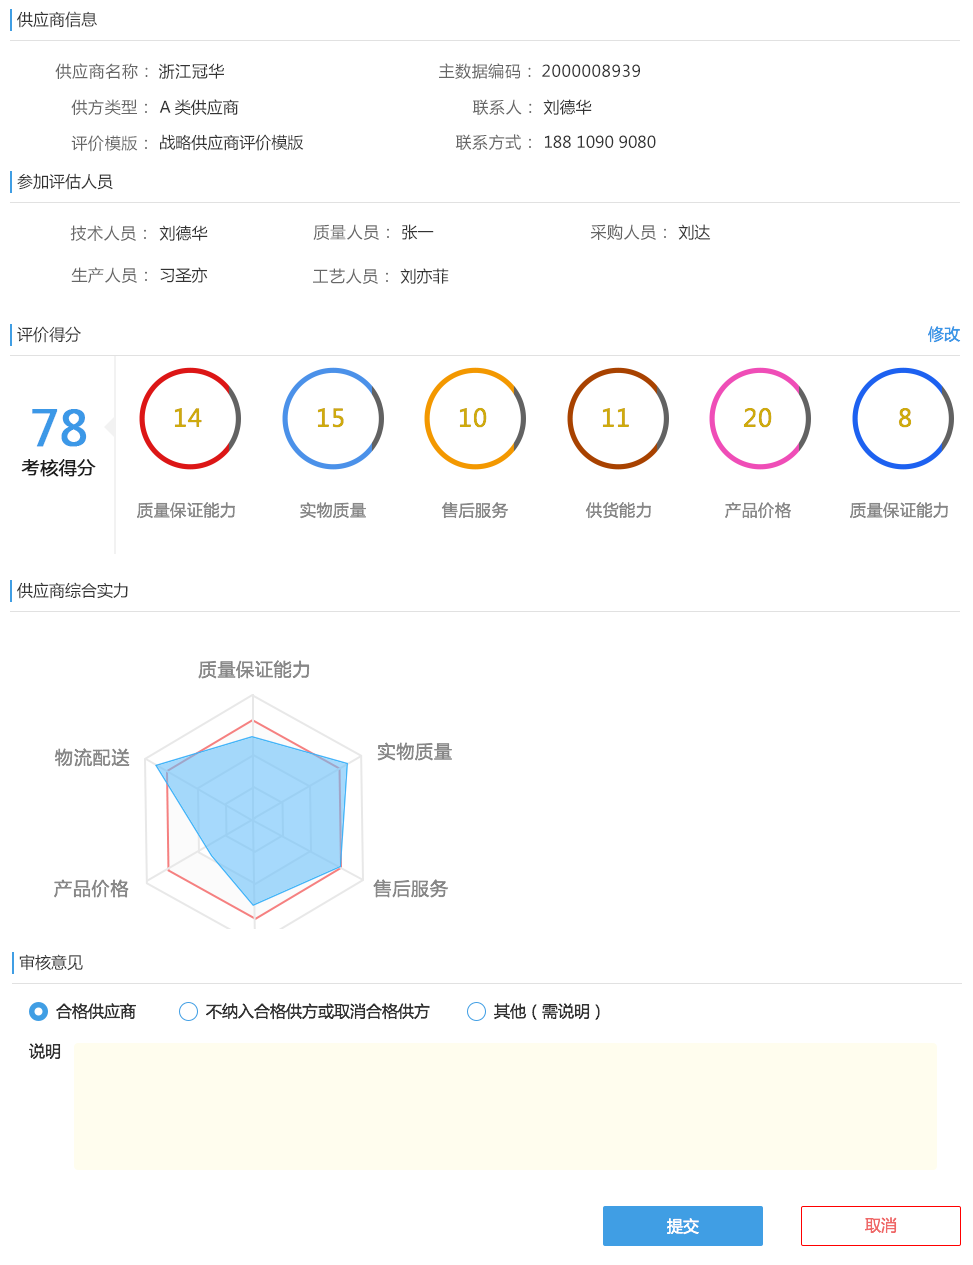 供应商信息
供应商名称： 浙江冠华 主数据编码： 2000008939
供方类型： A 类供应商 联系人： 刘德华
评价模版： 战略供应商评价模版 联系方式： 188 1090 9080
参加评估人员
技术人员： 刘德华 质量人员： 张一 采购人员： 刘达
生产人员： 习圣亦 工艺人员： 刘亦菲
评价得分 修改
78 14 15 10 11 20 8
考核得分
质量保证能力 实物质量 售后服务 供货能力 产品价格 质量保证能力
供应商综合实力
质量保证能力
物流配送 实物质量
产品价格 售后服务
审核意见
合格供应商 不纳入合格供方或取消合格供方 其他（需说明）
说明
提交 取消